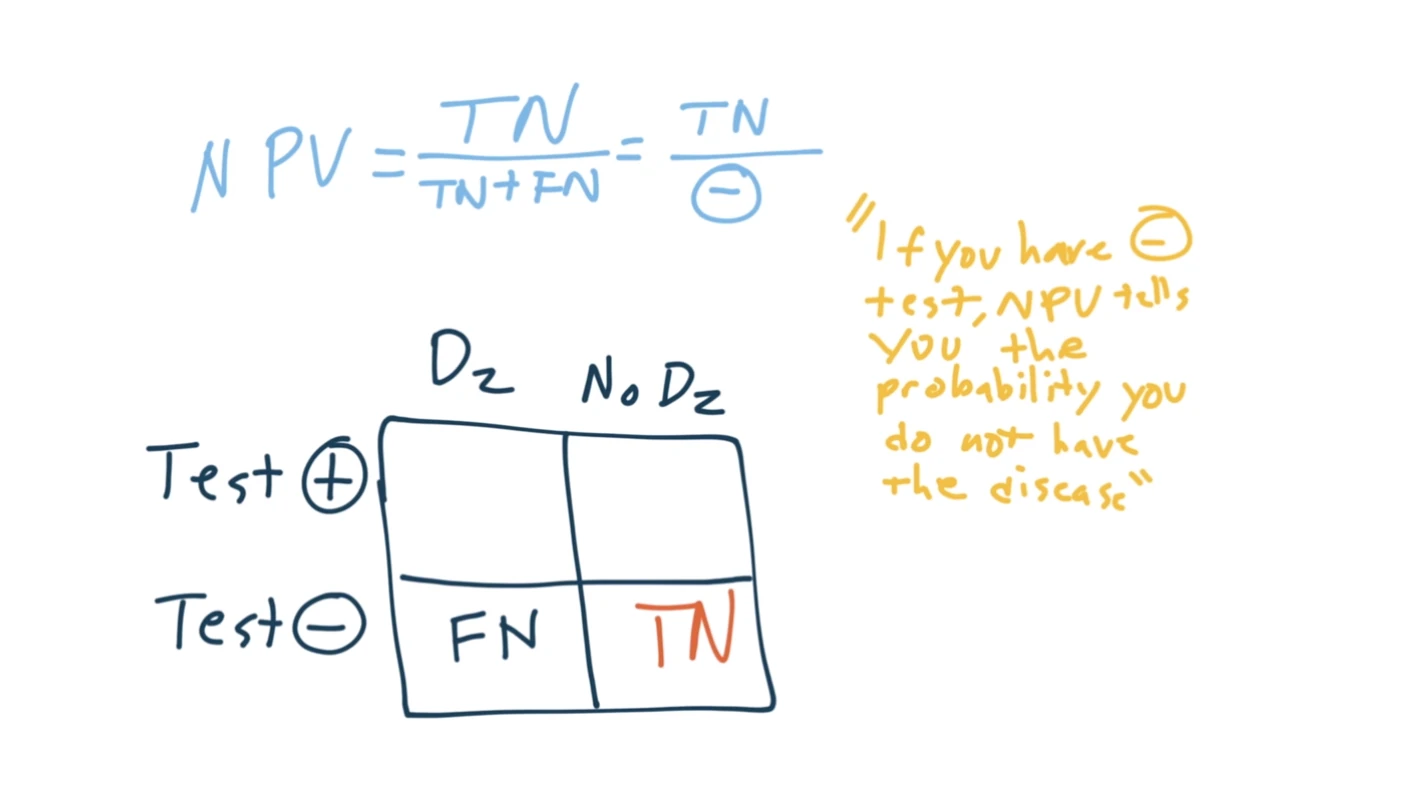 NPV = TN / TN + FN = TN / ⊖
"If you have ⊖
test, NPV tells
you the
probability you
do not have
the disease"
Dz No Dz
Test ⊕
Test ⊖ FN TN